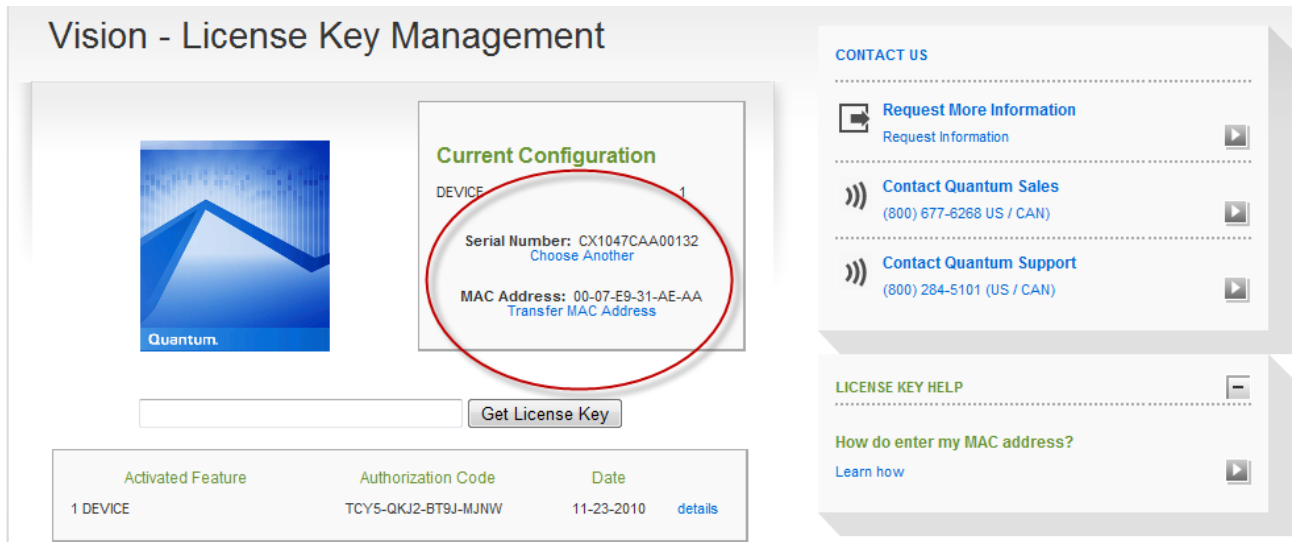 Vision - License Key Management
Current Configuration
DEVICE 1
Serial Number: CX1047CAA00132
Choose Another
MAC Address: 00-07-E9-31-AE-AA
Transfer MAC Address
Quantum.
Get License Key
Activated Feature Authorization Code Date
1 DEVICE TCY5-QKJ2-BT9J-MJNW 11-23-2010 details
CONTACT US
Request More Information
Request Information
Contact Quantum Sales
(800) 677-6268 US / CAN)
Contact Quantum Support
(800) 284-5101 (US / CAN)
LICENSE KEY HELP
How do enter my MAC address?
Learn how